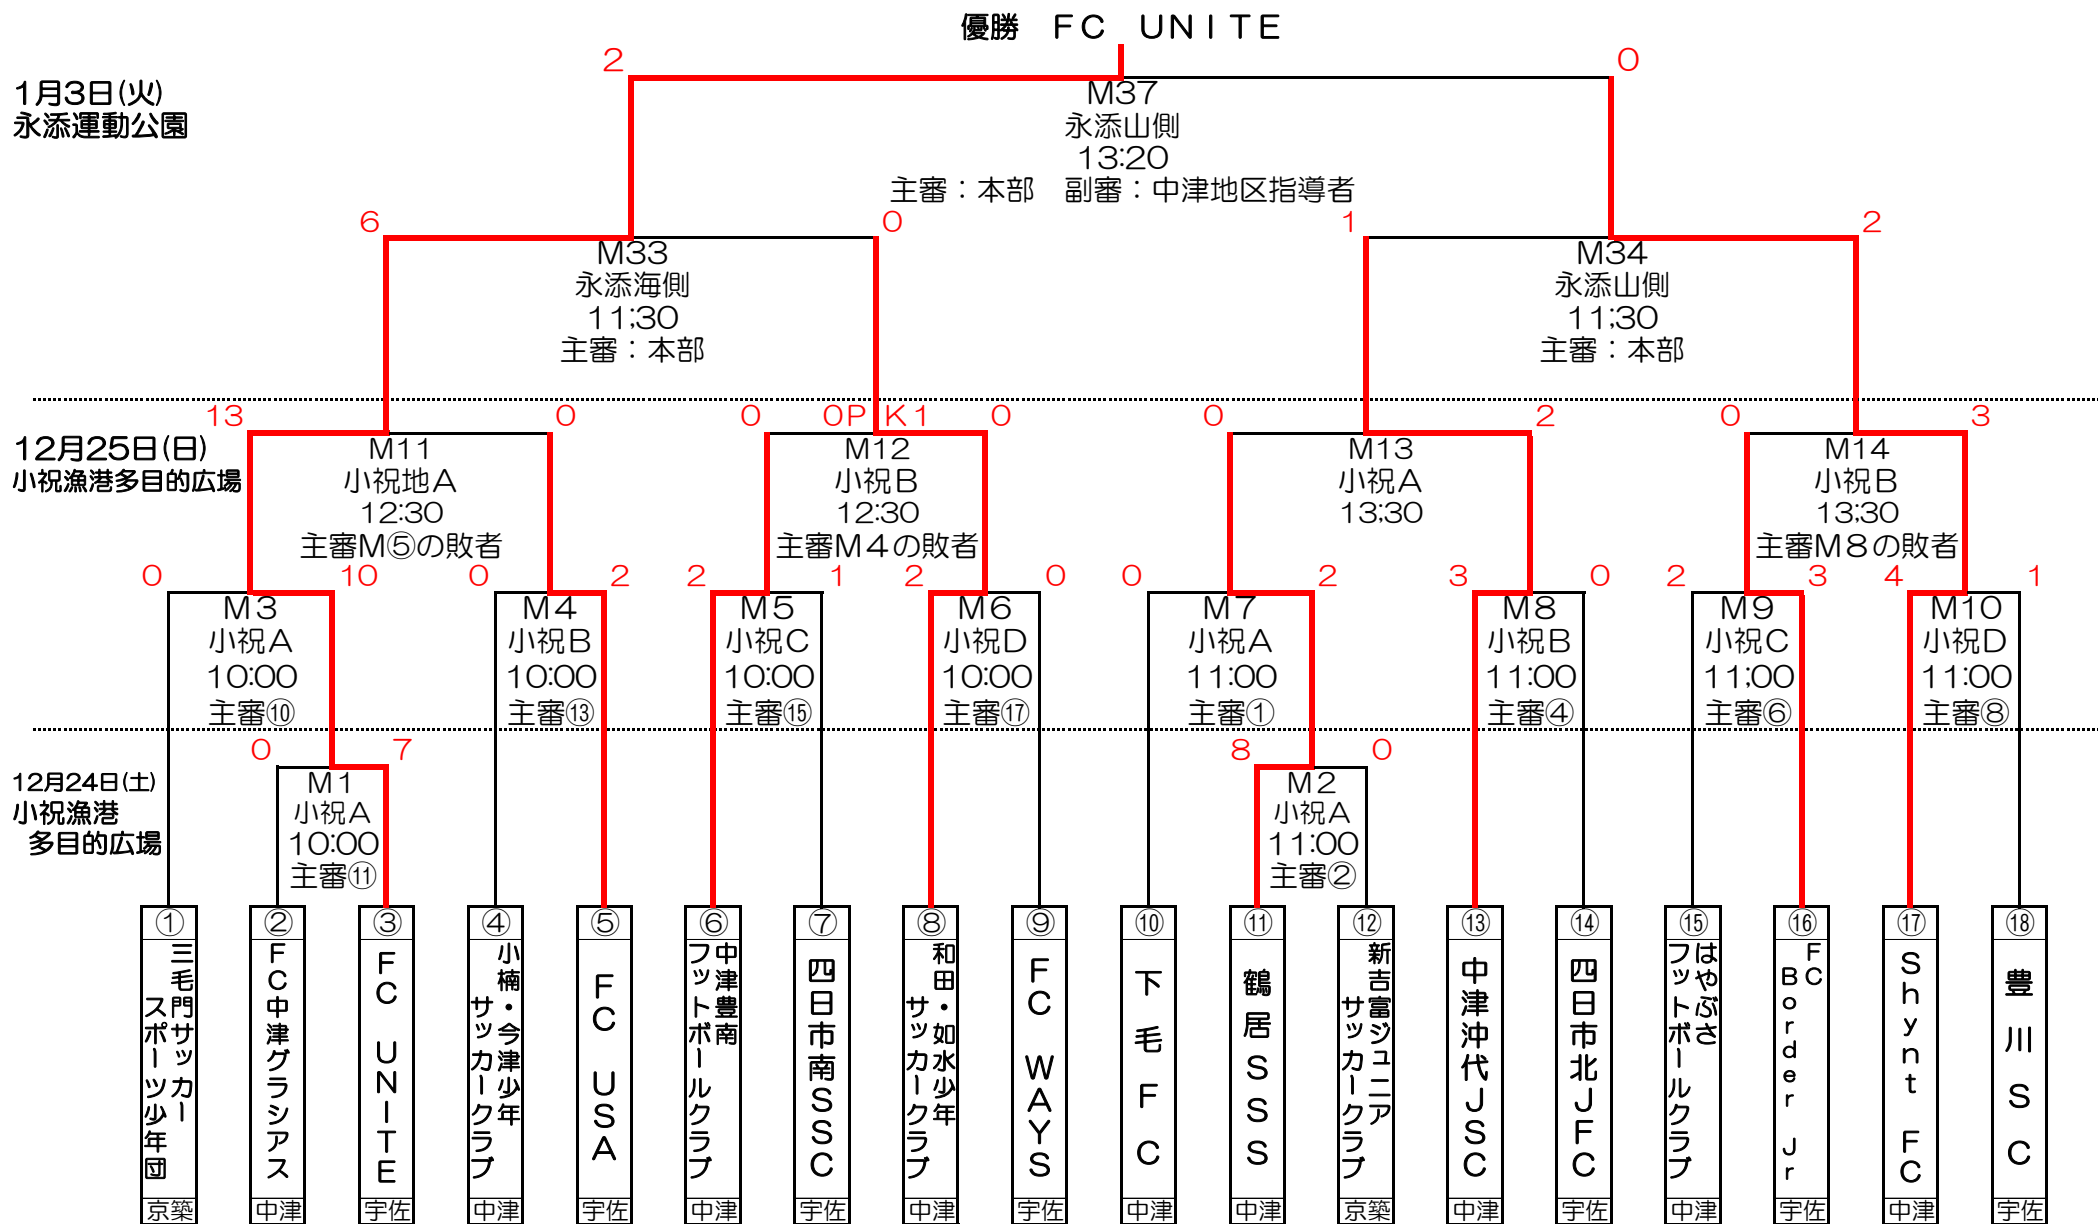 優勝　ＦＣ　ＵＮＩＴＥ
2
0
1月3日(火)
永添運動公園
M37
永添山側
13:20
主審：本部　副審：中津地区指導者
6
0
1
2
M33
永添海側
11;30
主審：本部
M34
永添山側
11;30
主審：本部
13
0
0
0PK1
0
0
2
0
3
12月25日(日)
小祝漁港多目的広場
M11
小祝地A
12:30
主審M⑤の敗者
M12
小祝B
12:30
主審M4の敗者
M13
小祝A
13;30
M14
小祝B
13;30
主審M8の敗者
0
10
0
2
2
1
2
0
0
2
3
0
2
3
4
1
M3
小祝A
10:00
主審⑩
M4
小祝B
10:00
主審⑬
M5
小祝C
10:00
主審⑮
M6
小祝D
10:00
主審⑰
M7
小祝A
11:00
主審①
M8
小祝B
11:00
主審④
M9
小祝C
11;00
主審⑥
M10
小祝D
11:00
主審⑧
0
7
8
0
12月24日(土)
小祝漁港
多目的広場
M1
小祝A
10:00
主審⑪
M2
小祝A
11:00
主審②
①
三毛門サッカー
スポーツ少年団
京築
②
FC中津グラシアス
中津
③
FC UNITE
宇佐
④
小楠・今津少年
サッカークラブ
中津
⑤
FC USA
宇佐
⑥
中津豊南
フットボールクラブ
中津
⑦
四日市南SSC
宇佐
⑧
和田・如水少年
サッカークラブ
中津
⑨
FC WAYS
宇佐
⑩
下毛FC
中津
⑪
鶴居SSS
中津
⑫
新吉富ジュニア
サッカークラブ
京築
⑬
中津沖代JSC
中津
⑭
四日市北JFC
宇佐
⑮
はやぶさ
フットボールクラブ
中津
⑯
FC
Border Jr
宇佐
⑰
Shynt FC
中津
⑱
豊川SC
宇佐